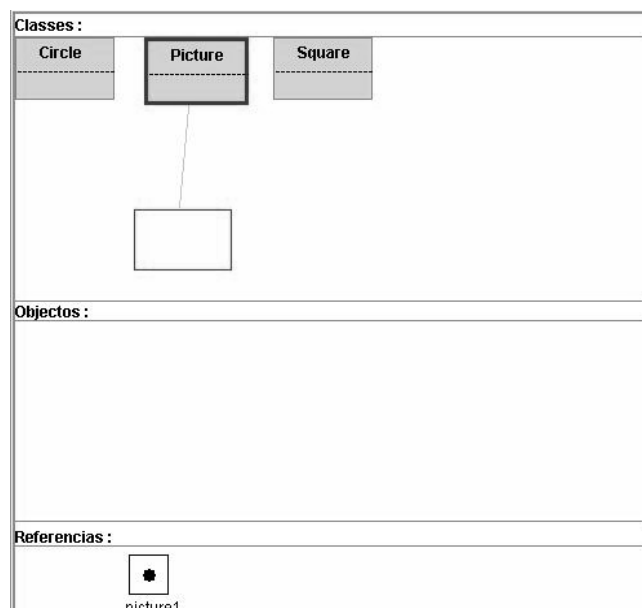 Classes :
Circle
Picture
Square
Objectos :
Referencias :
picture1